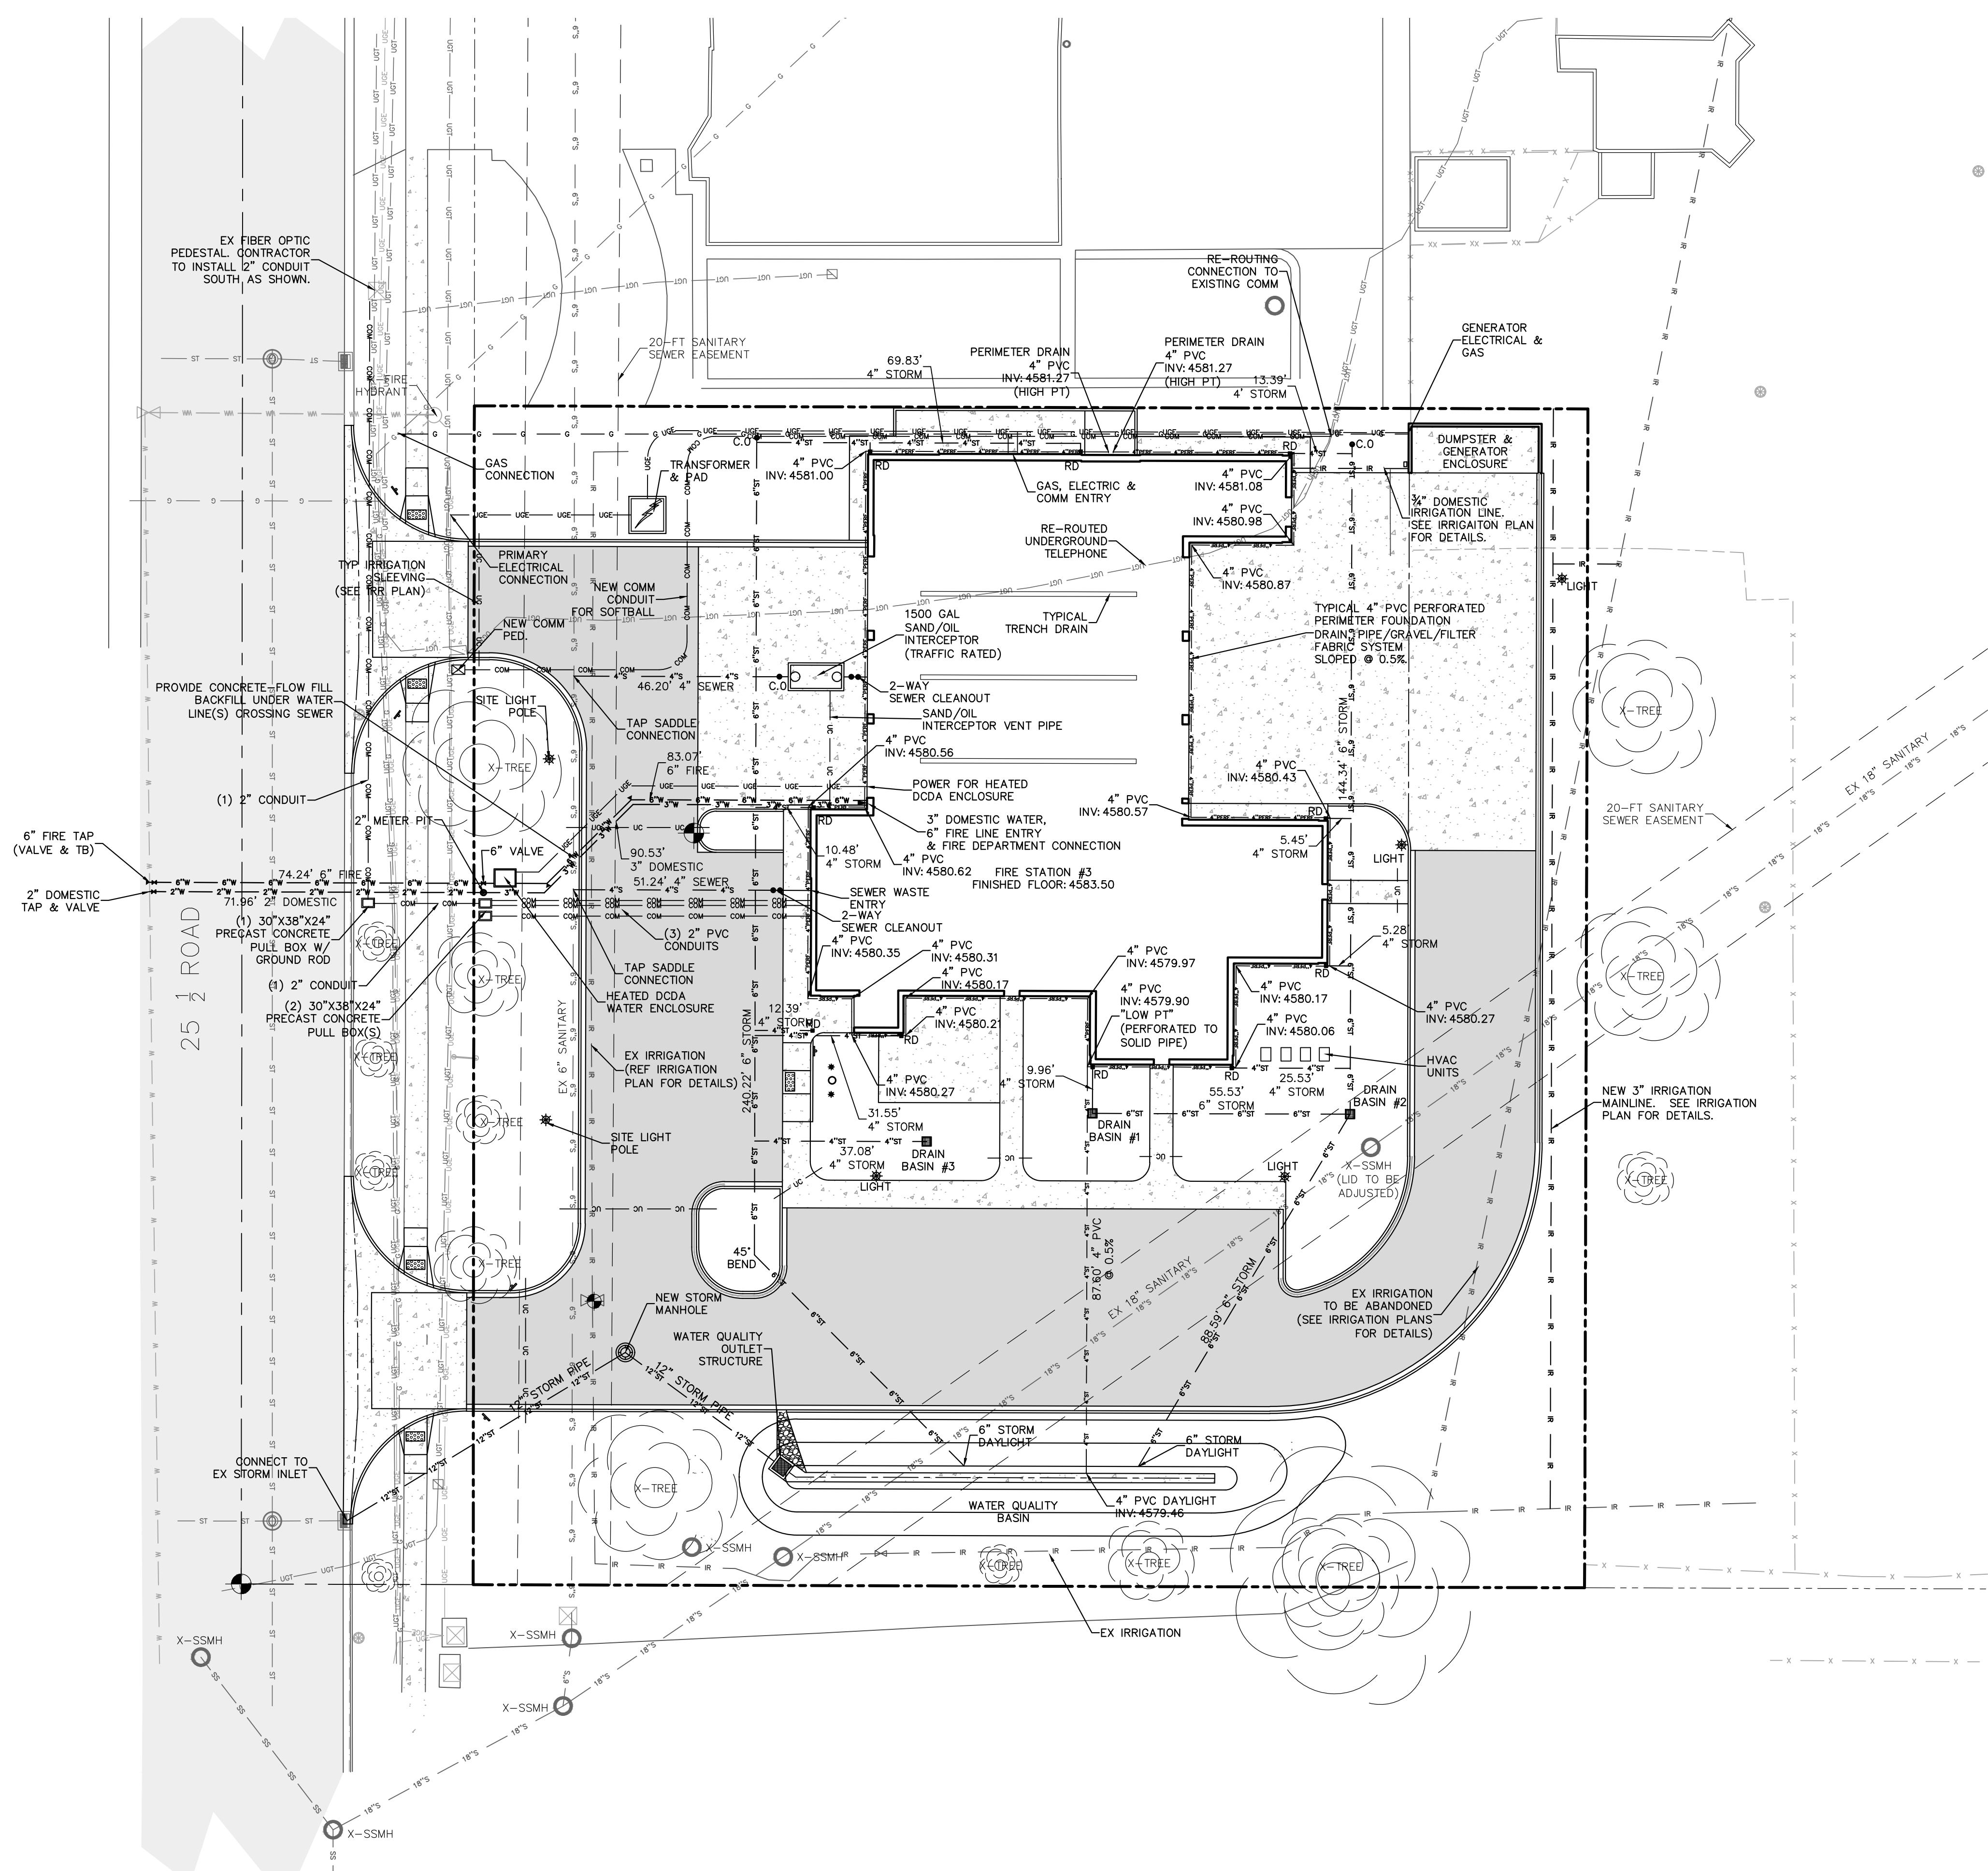 EX FIBER OPTIC
PEDESTAL. CONTRACTOR
TO INSTALL 2" CONDUIT
SOUTH AS SHOWN.
RE-ROUTING
CONNECTION TO
EXISTING COMM
GENERATOR
ELECTRICAL &
GAS
20-FT SANITARY
SEWER EASEMENT
69.83'
4" STORM
PERIMETER DRAIN
4" PVC
INV: 4581.27
(HIGH PT)
PERIMETER DRAIN
4" PVC
INV: 4581.27
(HIGH PT)
13.39'
4' STORM
X-FIRE
HYDRANT
GAS
CONNECTION
C.O
TRANSFORMER
& PAD
4" PVC
INV: 4581.00
RD
RD
RD
C.O
DUMPSTER &
GENERATOR
ENCLOSURE
GAS, ELECTRIC &
COMM ENTRY
4" PVC
INV: 4581.08
4" PVC
INV: 4580.98
¾" DOMESTIC
IRRIGATION LINE.
SEE IRRIGAITON PLAN
FOR DETAILS.
RE-ROUTED
UNDERGROUND
TELEPHONE
PRIMARY
ELECTRICAL
CONNECTION
TYP IRRIGATION
SLEEVING
(SEE IRR PLAN)
NEW COMM
CONDUIT
FOR SOFTBALL
4" PVC
INV: 4580.87
LIGHT
NEW COMM
PED.
1500 GAL
SAND/OIL
INTERCEPTOR
(TRAFFIC RATED)
TYPICAL
TRENCH DRAIN
TYPICAL 4" PVC PERFORATED
PERIMETER FOUNDATION
DRAIN, PIPE/GRAVEL/FILTER
FABRIC SYSTEM
SLOPED @ 0.5%.
PROVIDE CONCRETE-FLOW FILL
BACKFILL UNDER WATER
LINE(S) CROSSING SEWER
46.20' 4" SEWER
C.O
2-WAY
SEWER CLEANOUT
SITE LIGHT
POLE
TAP SADDLE
CONNECTION
SAND/OIL
INTERCEPTOR VENT PIPE
X-TREE
X-TREE
4" PVC
INV: 4580.56
83.07'
6" FIRE
144.34' 6" STORM
EX 18" SANITARY
4" PVC
INV: 4580.43
(1) 2" CONDUIT
POWER FOR HEATED
DCDA ENCLOSURE
4" PVC
INV: 4580.57
RD
20-FT SANITARY
SEWER EASEMENT
2" METER PIT
RD
3" DOMESTIC WATER,
6" FIRE LINE ENTRY
& FIRE DEPARTMENT CONNECTION
6" FIRE TAP
(VALVE & TB)
6" VALVE
90.53'
3" DOMESTIC
10.48'
4" STORM
4" PVC
INV: 4580.62
5.45'
4" STORM
LIGHT
74.24' 6" FIRE
FIRE STATION #3
FINISHED FLOOR: 4583.50
2" DOMESTIC
TAP & VALVE
71.96' 2" DOMESTIC
51.24' 4" SEWER
SEWER WASTE
ENTRY
2-WAY
SEWER CLEANOUT
25 ½ ROAD
(1) 30"X38"X24"
PRECAST CONCRETE
PULL BOX W/
GROUND ROD
X-TREE
(3) 2" PVC
CONDUITS
4" PVC
INV: 4580.35
4" PVC
INV: 4580.31
4" PVC
INV: 4579.97
5.28'
4" STORM
RD
X-TREE
TAP SADDLE
CONNECTION
X-TREE
(1) 2" CONDUIT
4" PVC
INV: 4580.17
4" PVC
INV: 4579.90
"LOW PT"
(PERFORATED TO
SOLID PIPE)
4" PVC
INV: 4580.17
HEATED DCDA
WATER ENCLOSURE
(2) 30"X38"X24"
PRECAST CONCRETE
PULL BOX(S)
12.39'
4" STORM
RD
4" PVC
INV: 4580.21
RD
4" PVC
INV: 4580.06
4" PVC
INV: 4580.27
X-TREE
EX 6" SANITARY
EX IRRIGATION
(REF IRRIGATION
PLAN FOR DETAILS)
240.22' 6" STORM
4" PVC
INV: 4580.27
9.96'
4" STORM
RD
RD
HVAC
UNITS
25.53'
4" STORM
55.53'
6" STORM
DRAIN
BASIN #2
NEW 3" IRRIGATION
MAINLINE. SEE IRRIGATION
PLAN FOR DETAILS.
31.55'
4" STORM
X-TREE
SITE LIGHT
POLE
DRAIN
BASIN #1
37.08'
4" STORM
DRAIN
BASIN #3
X-TREE
LIGHT
LIGHT
X-SSMH
(LID TO BE
ADJUSTED)
X-TREE
45°
BEND
X-TREE
87.60' 4" PVC
@ 0.5%
EX 18" SANITARY
88.59' 6" STORM
NEW STORM
MANHOLE
EX IRRIGATION
TO BE ABANDONED
(SEE IRRIGATION PLANS
FOR DETAILS)
WATER QUALITY
OUTLET
STRUCTURE
12" STORM PIPE
12" STORM PIPE
CONNECT TO
EX STORM INLET
6" STORM
DAYLIGHT
6" STORM
DAYLIGHT
X-TREE
WATER QUALITY
BASIN
4" PVC DAYLIGHT
INV: 4579.46
X-SSMH
X-SSMH
X-TREE
X-TREE
X-TREE
X-SSMH
X-SSMH
EX IRRIGATION
X-SSMH
X-SSMH